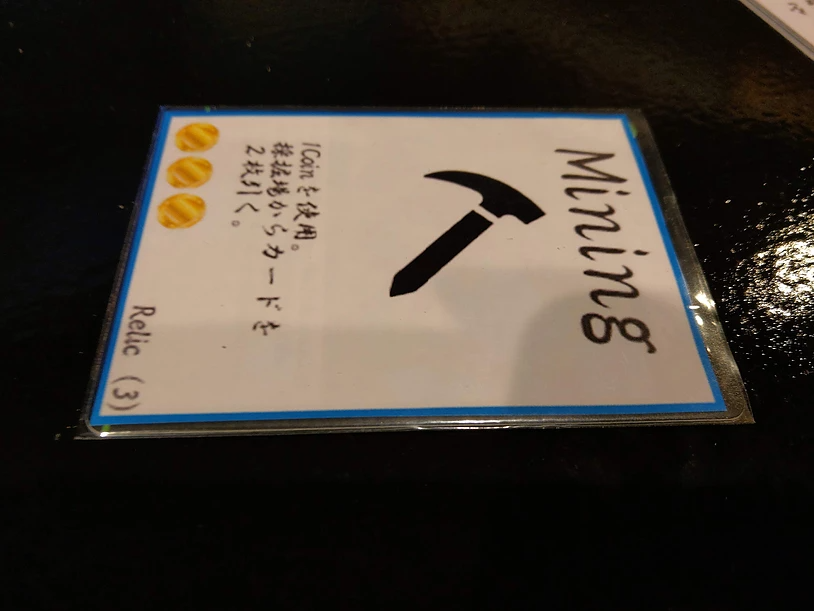 Mining
1Coinを使用。
採掘場からカードを
2枚引く。
Relic (3)